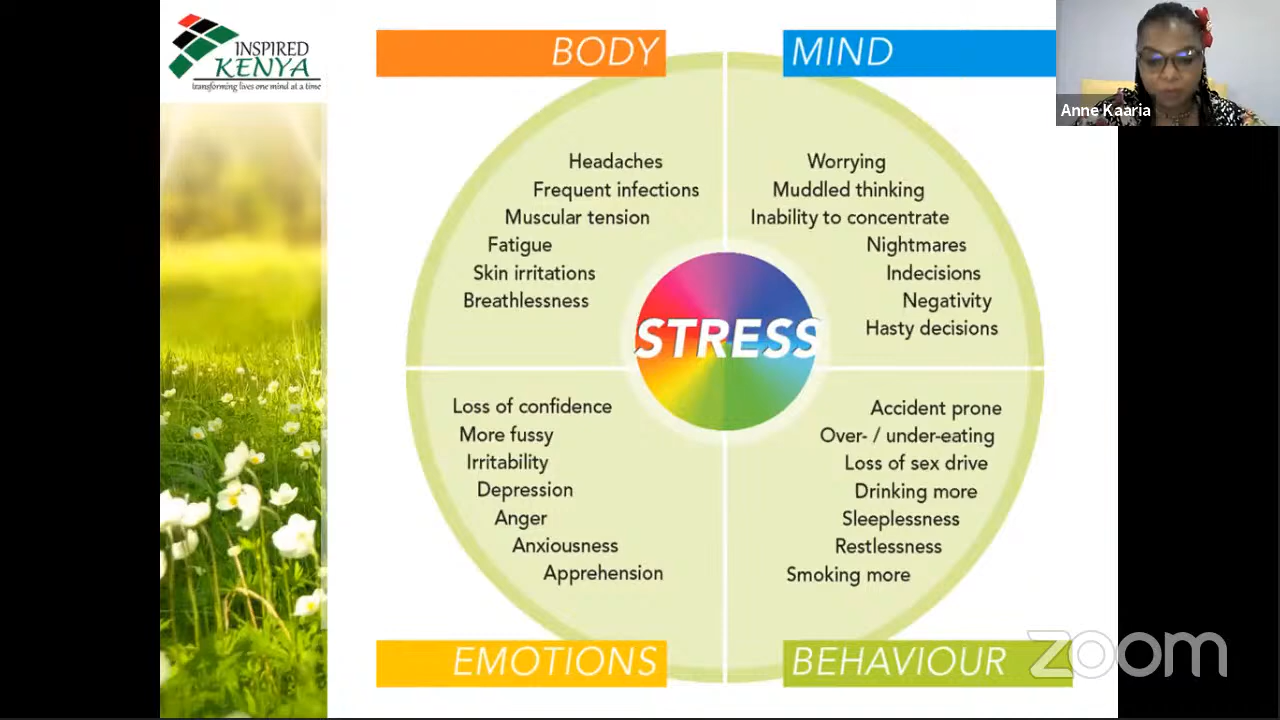 INSPIRED
KENYA
transforming lives one mind at a time
BODY
MIND
Anne Kaaria
Headaches
Frequent infections
Muscular tension
Fatigue
Skin irritations
Breathlessness
Worrying
Muddled thinking
Inability to concentrate
Nightmares
Indecisions
Negativity
Hasty decisions
STRESS
Loss of confidence
More fussy
Irritability
Depression
Anger
Anxiousness
Apprehension
Accident prone
Over- / under-eating
Loss of sex drive
Drinking more
Sleeplessness
Restlessness
Smoking more
EMOTIONS
BEHAVIOUR
zoom